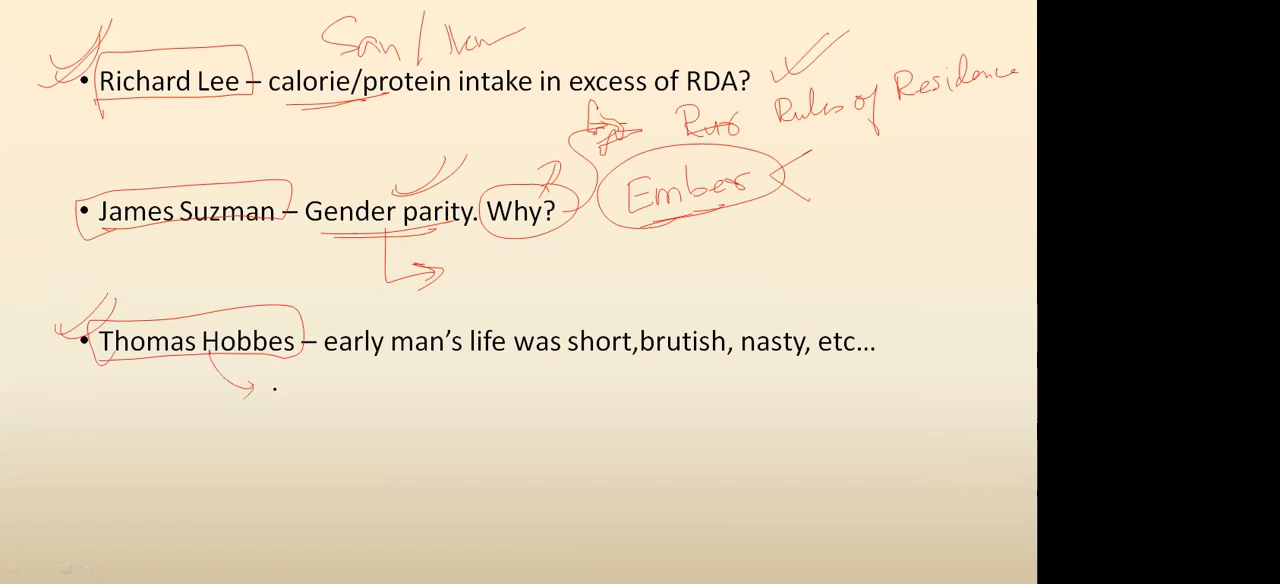 San /
• Richard Lee – calorie/protein intake in excess of RDA?
Rules of Residence
Ember
• James Suzman – Gender parity. Why?
• Thomas Hobbes – early man’s life was short,brutish, nasty, etc...